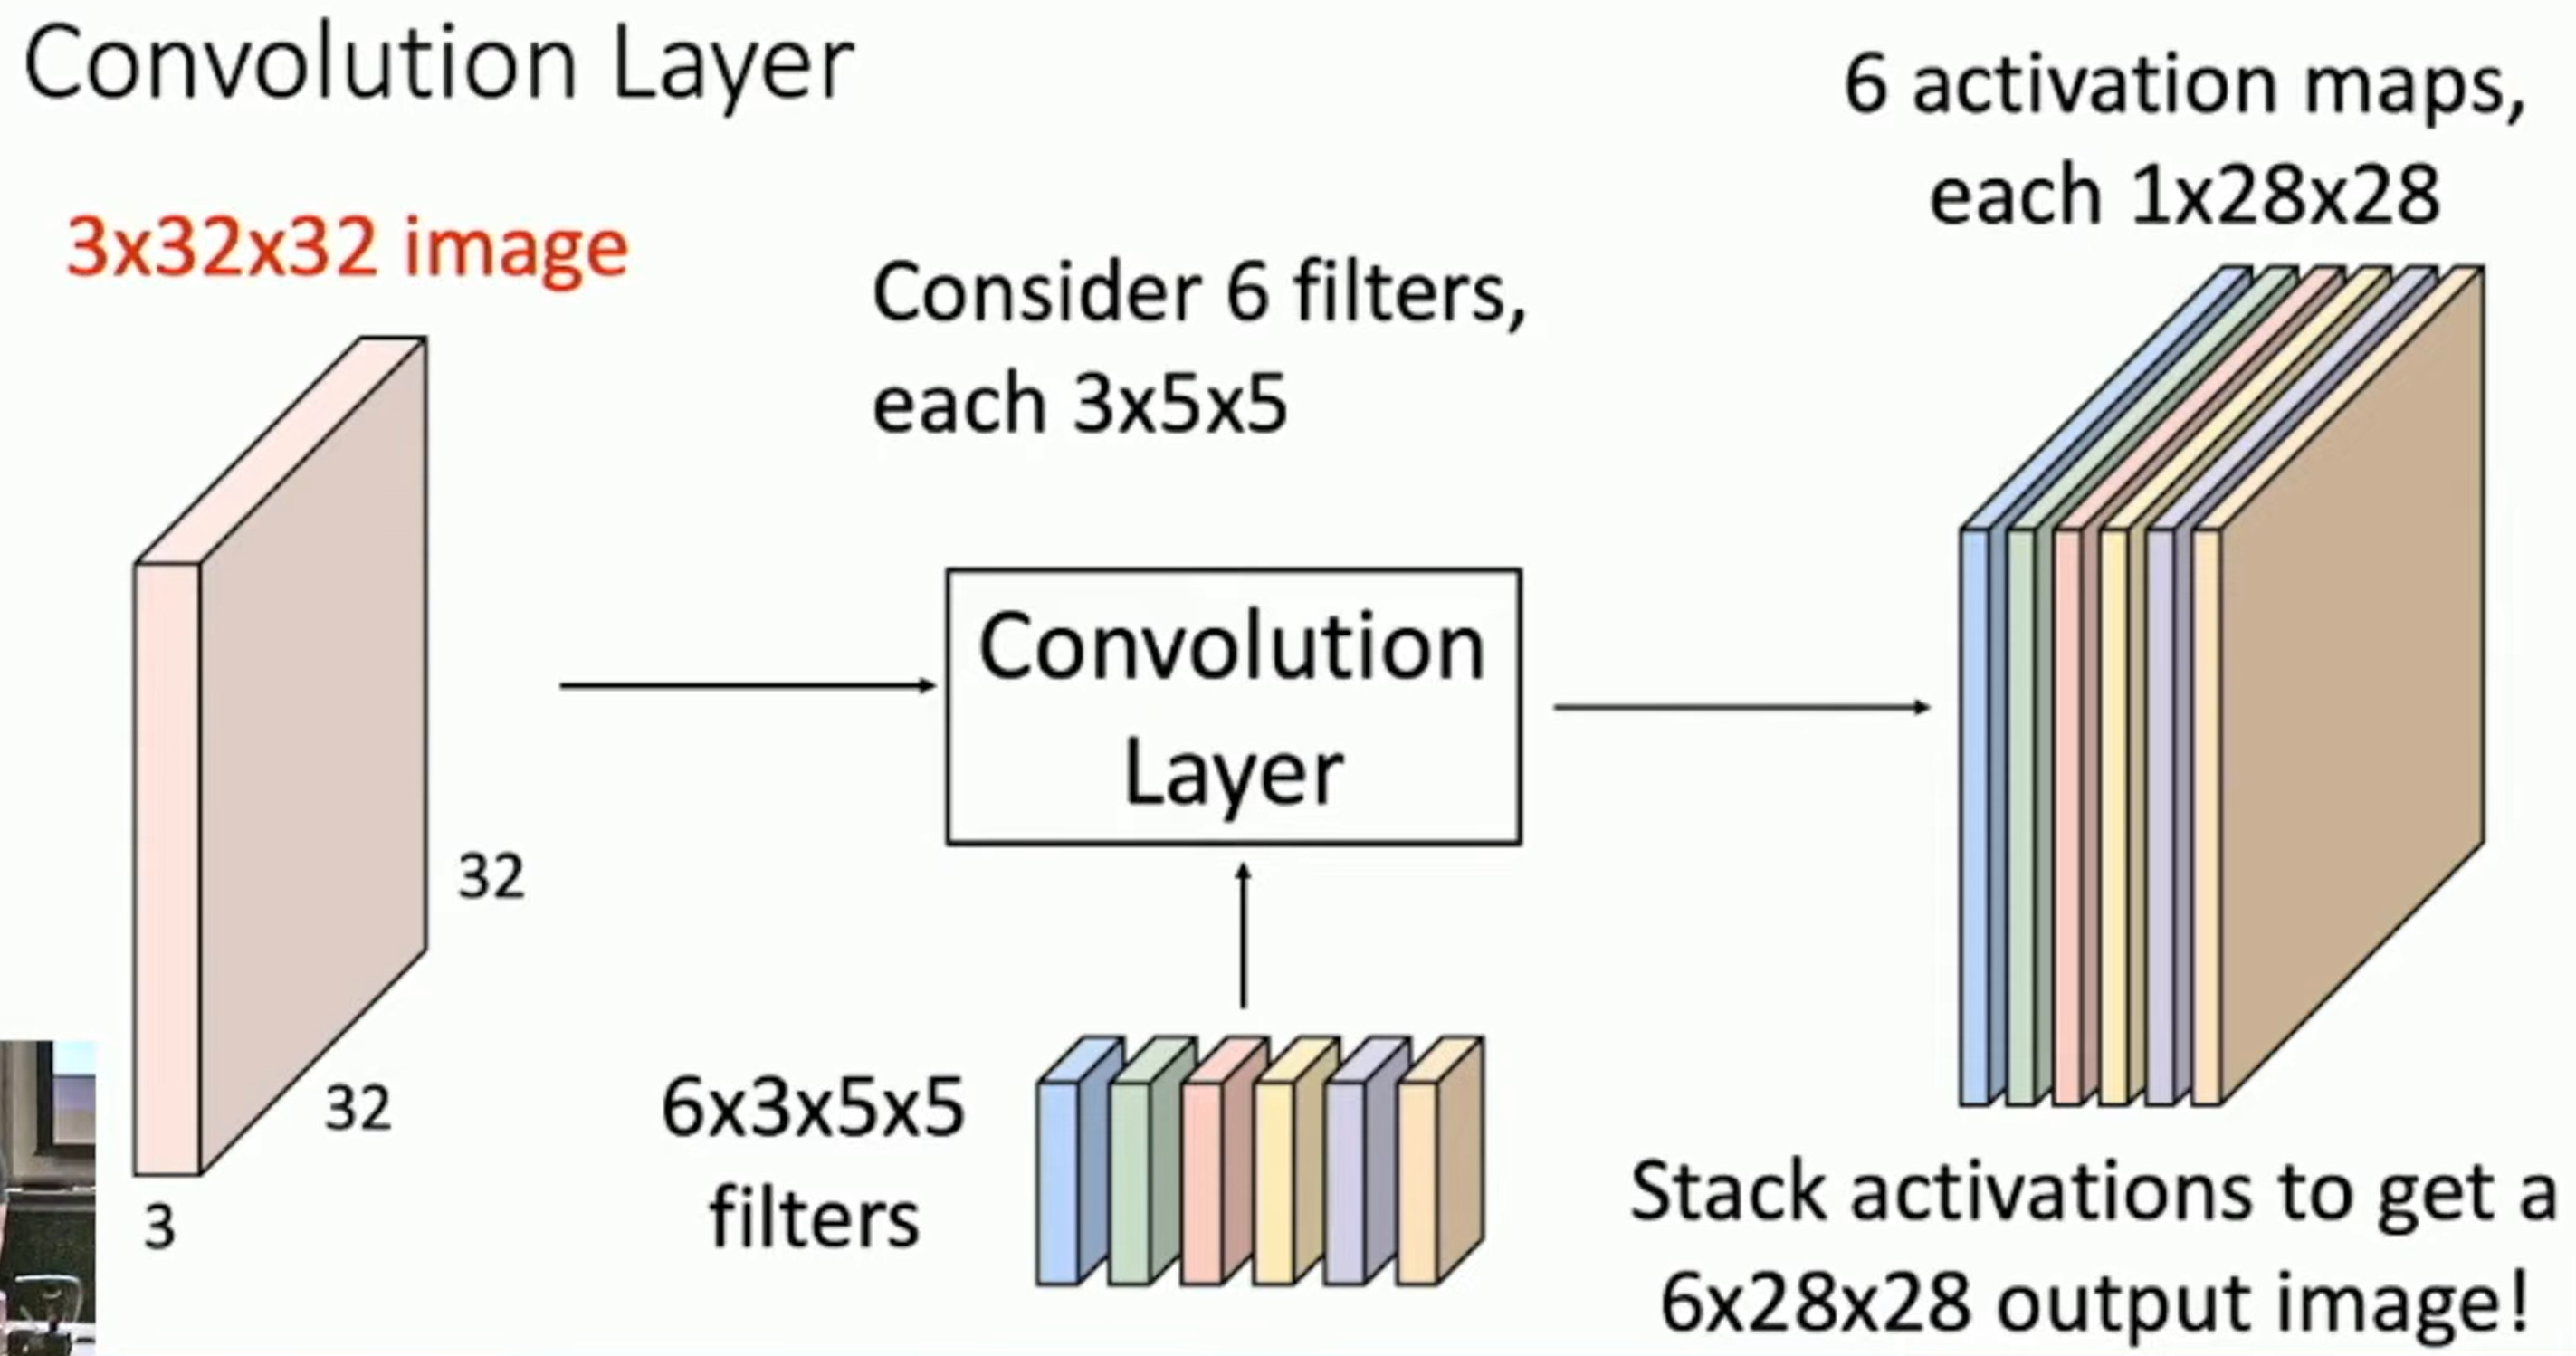 Convolution Layer
3x32x32 image
Consider 6 filters,
each 3x5x5
6 activation maps,
each 1x28x28
Convolution
Layer
32
32
3
6x3x5x5
filters
Stack activations to get a
6x28x28 output image!